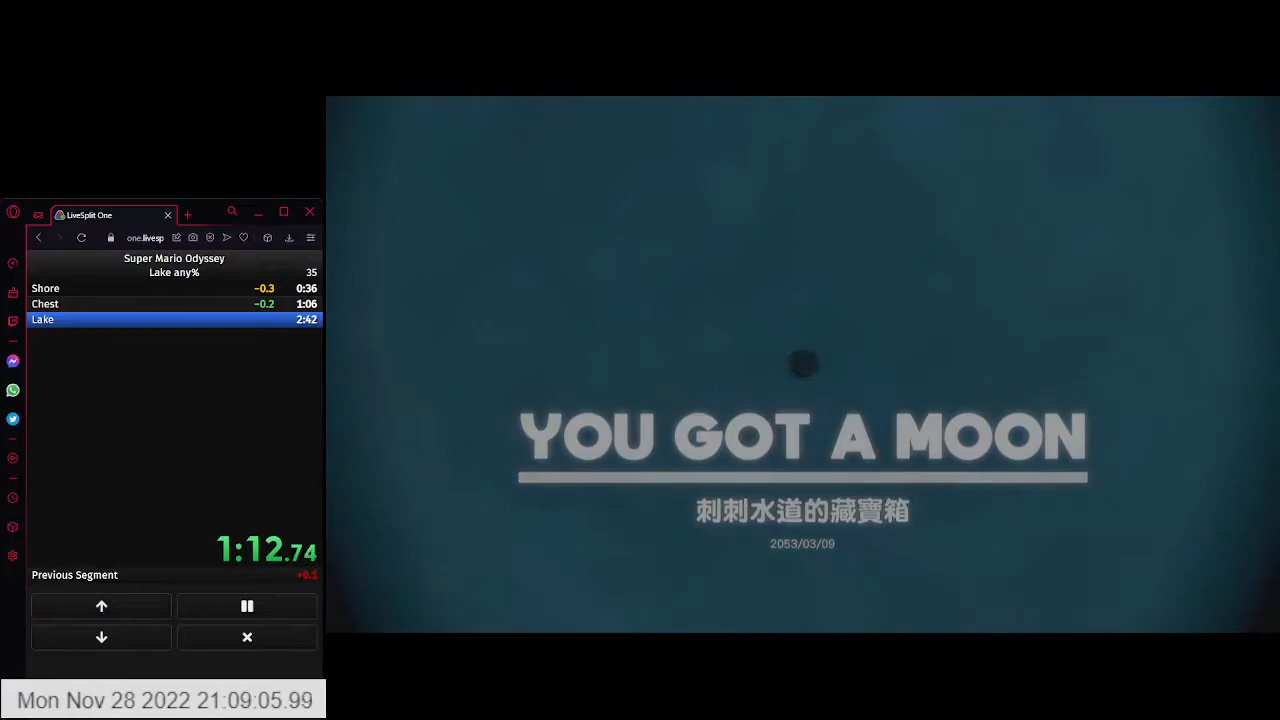 LiveSplit One
one.livesp
Super Mario Odyssey
Lake any%
35
Shore −0.3 0:36
Chest −0.2 1:06
Lake 2:42
1:12.74
Previous Segment +0.1
Mon Nov 28 2022 21:09:05.99
YOU GOT A MOON
刺刺水道的藏寶箱
2053/03/09